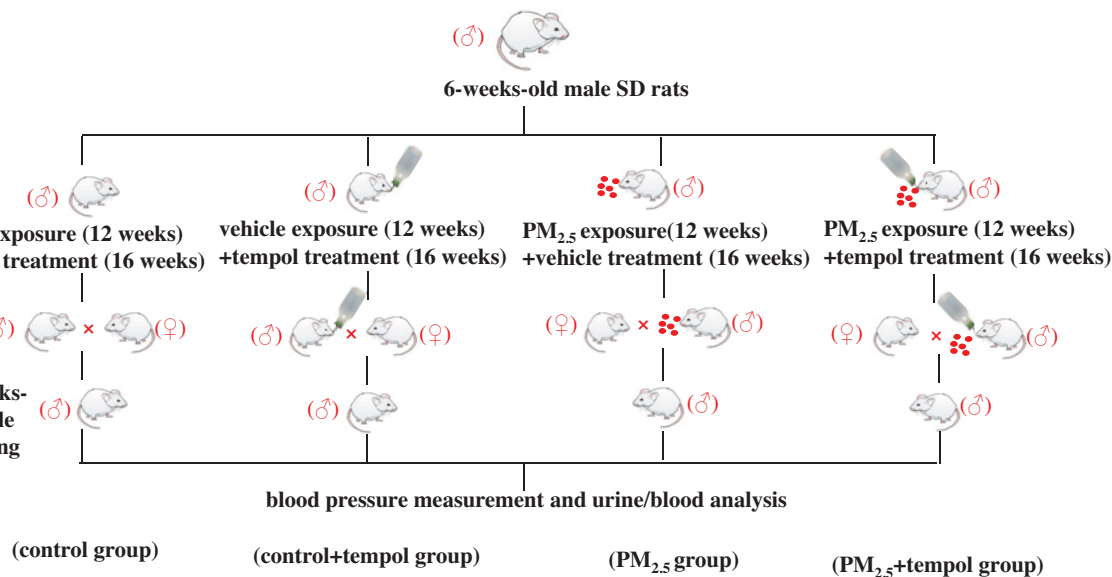 (♂)
6-weeks-old male SD rats
(♂) (♂) (♂) (♂)
exposure (12 weeks)
treatment (16 weeks)
vehicle exposure (12 weeks)
+tempol treatment (16 weeks)
PM2.5 exposure(12 weeks)
+vehicle treatment (16 weeks)
PM2.5 exposure (12 weeks)
+tempol treatment (16 weeks)
× (♀) (♂) × (♀) (♀) × (♂) (♀) × (♂)
(♂) (♂) (♂) (♂)
blood pressure measurement and urine/blood analysis
(control group)
(control+tempol group)
(PM2.5 group)
(PM2.5+tempol group)